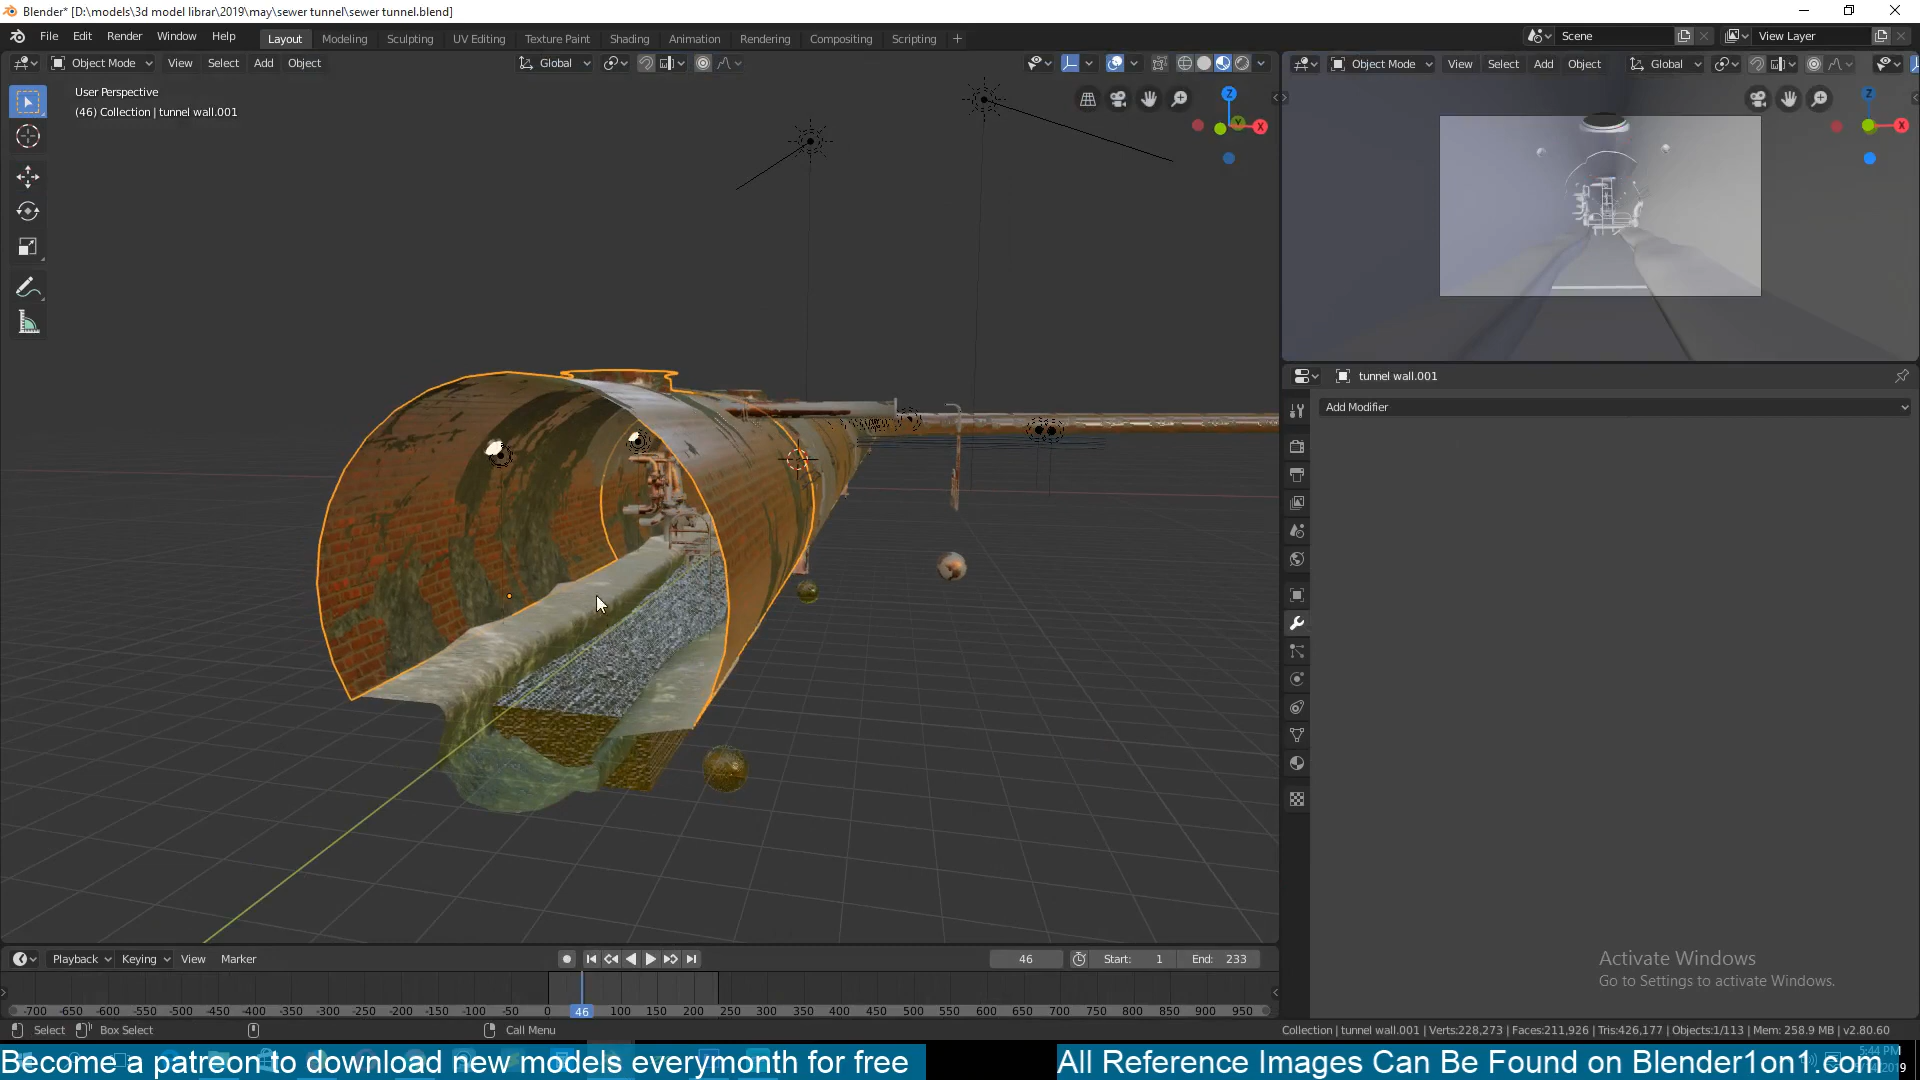 Blender* [D:\models\3d model librar\2019\may\sewer tunnel\sewer tunnel.blend]
File Edit Render Window Help Layout Modeling Sculpting UV Editing Texture Paint Shading Animation Rendering Compositing Scripting + Scene View Layer
Object Mode View Select Add Object Global
Object Mode View Select Add Object Global
User Perspective
(46) Collection | tunnel wall.001
Z
Y
X
Z
X
tunnel wall.001
Add Modifier
Playback Keying View Marker 46 Start: 1 End: 233
-700 -650 -600 -550 -500 -450 -400 -350 -300 -250 -200 -150 -100 -50 0 46 100 150 200 250 300 350 400 450 500 550 600 650 700 750 800 850 900 950
Activate Windows
Go to Settings to activate Windows.
Select Box Select Call Menu
Collection | tunnel wall.001 | Verts:228,273 | Faces:211,926 | Tris:426,177 | Objects:1/113 | Mem: 258.9 MB | v2.80.60
Become a patreon to download new models everymonth for free
All Reference Images Can Be Found on Blender1on1.com
5:44 PM